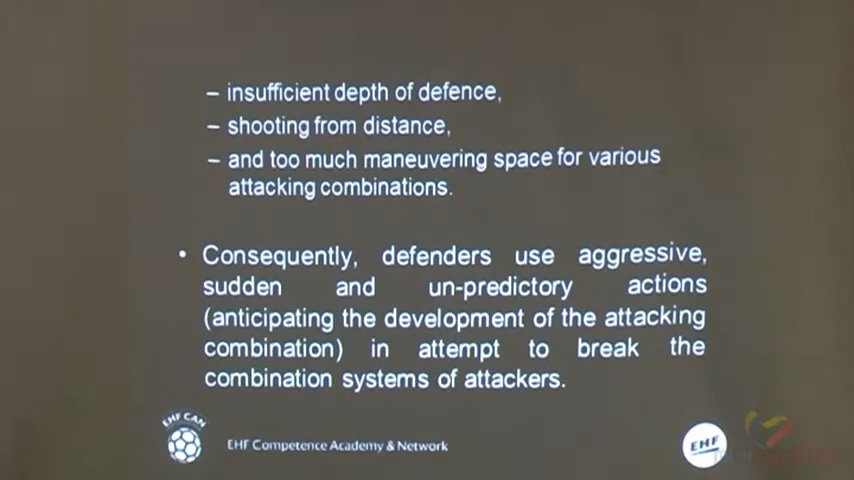 – insufficient depth of defence,
– shooting from distance,
– and too much maneuvering space for various
attacking combinations.
• Consequently, defenders use aggressive,
sudden and un-predictory actions
(anticipating the development of the attacking
combination) in attempt to break the
combination systems of attackers.
EHF CAN
EHF Competence Academy & Network
EHF